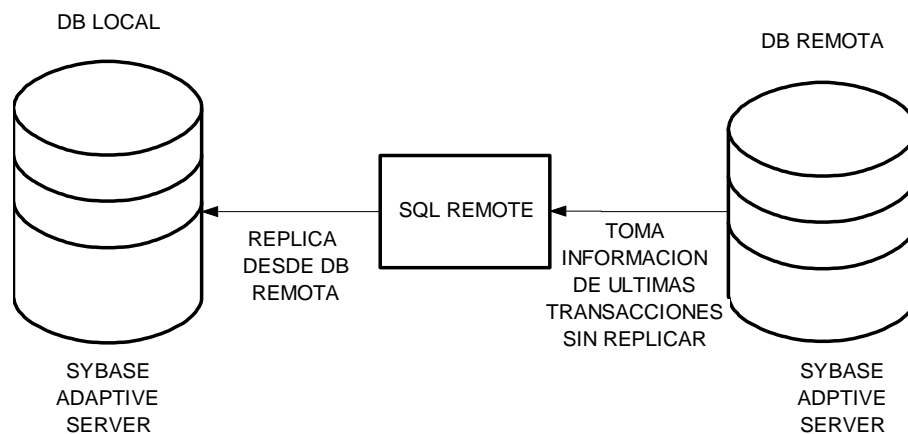 DB LOCAL
DB REMOTA
SQL REMOTE
REPLICA
DESDE DB
REMOTA
TOMA
INFORMACION
DE ULTIMAS
TRANSACCIONES
SIN REPLICAR
SYBASE
ADAPTIVE
SERVER
SYBASE
ADPTIVE
SERVER